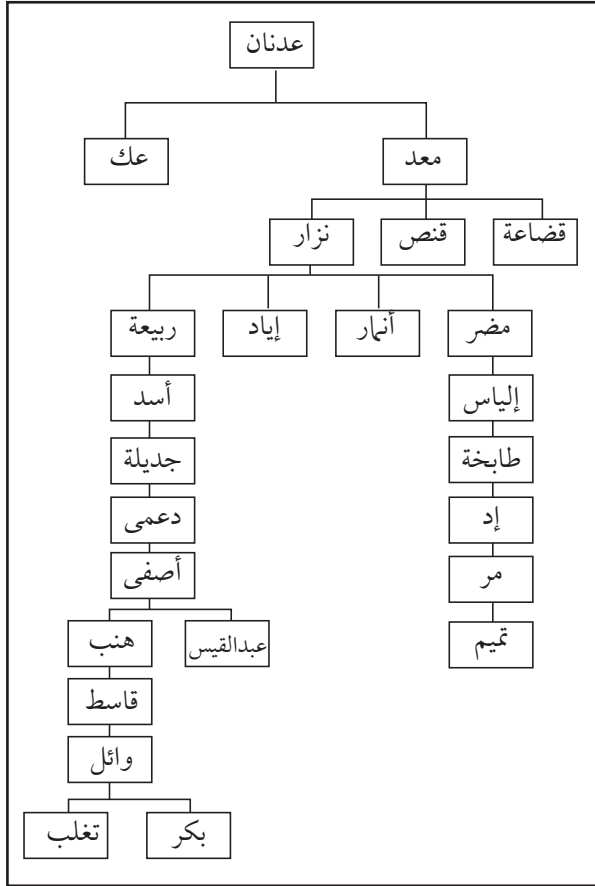 عدنان
معد
عك
قضاعة
قنص
نزار
مضر
أنمار
إياد
ربيعة
إلياس
أسد
طابخة
جديلة
إد
دعمى
مر
أصفى
تميم
عبدالقيس
هنب
قاسط
وائل
بكر
تغلب